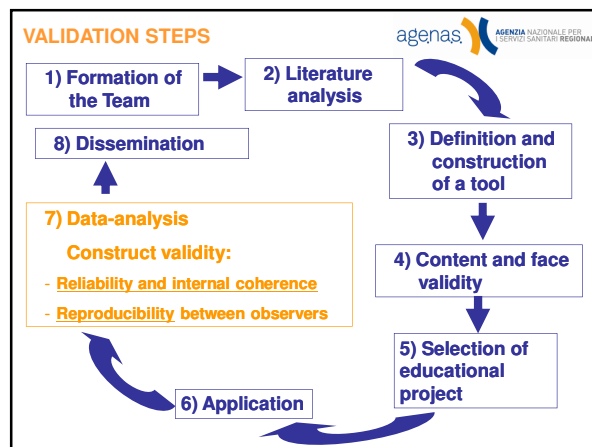 VALIDATION STEPS
agenas.
AGENZIA NAZIONALE PER
I SERVIZI SANITARI REGIONALI
1) Formation of
the Team
2) Literature
analysis
3) Definition and
construction
of a tool
4) Content and face
validity
5) Selection of
educational
project
6) Application
7) Data-analysis
Construct validity:
- Reliability and internal coherence
- Reproducibility between observers
8) Dissemination